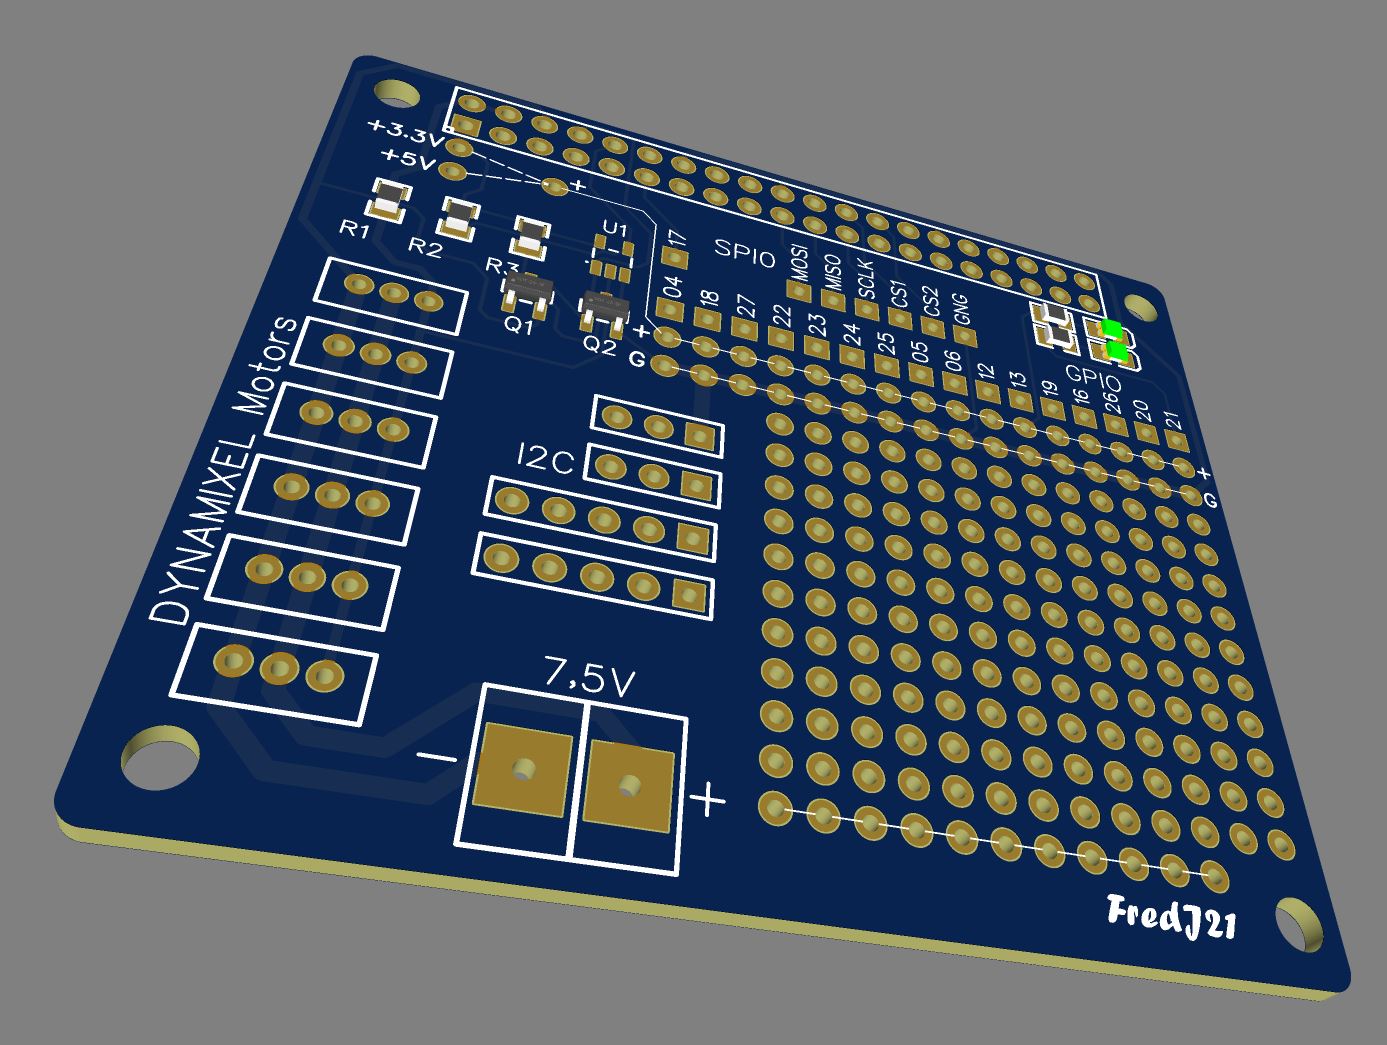 +3.3V
+5V
+
R1
R2
R3
U1
Q1
Q2
17
SPIO
MOSI
MISO
SCLK
CS1
CS2
GNG
04
18
27
22
23
24
25
05
06
12
13
19
16
26
20
21
GPIO
+
G
+
G
DYNAMIXEL Motors
I2C
7,5V
-
+
FredJ21